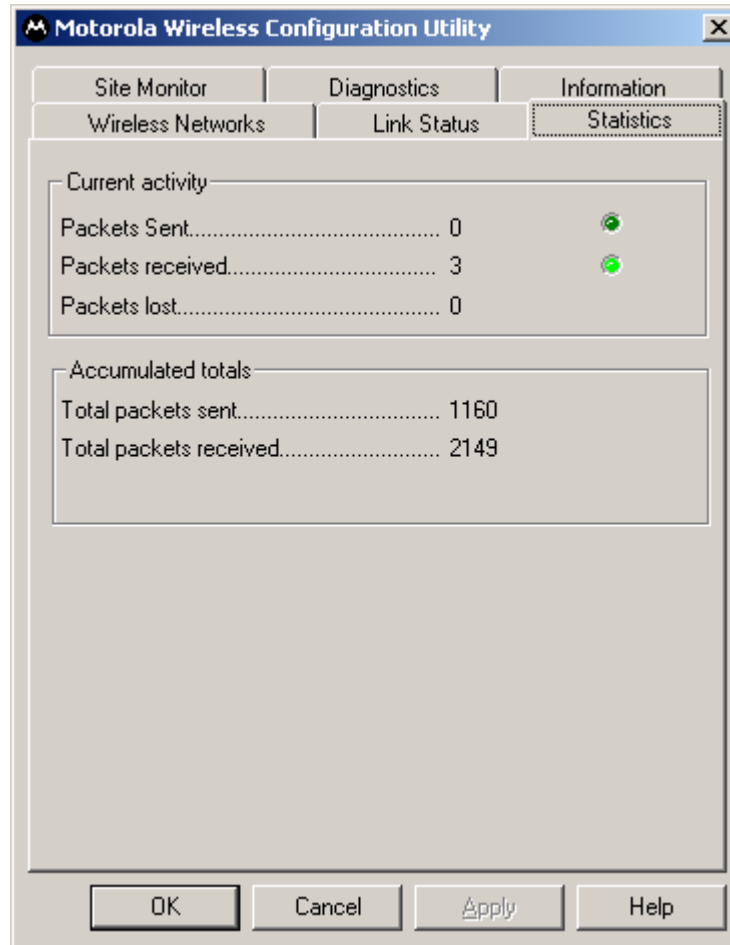 Motorola Wireless Configuration Utility
Site Monitor Diagnostics Information
Wireless Networks Link Status Statistics
Current activity
Packets Sent.......................................... 0
Packets received................................... 3
Packets lost............................................ 0
Accumulated totals
Total packets sent.................................. 1160
Total packets received........................... 2149
OK Cancel Apply Help